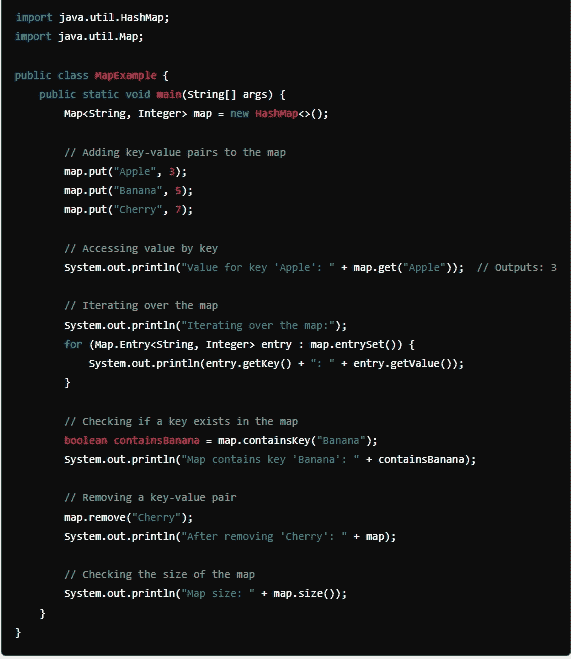 import java.util.HashMap;
import java.util.Map;
public class MapExample {
public static void main(String[] args) {
Map<String, Integer> map = new HashMap<>();
// Adding key-value pairs to the map
map.put("Apple", 3);
map.put("Banana", 5);
map.put("Cherry", 7);
// Accessing value by key
System.out.println("Value for key 'Apple': " + map.get("Apple"));  // Outputs: 3
// Iterating over the map
System.out.println("Iterating over the map:");
for (Map.Entry<String, Integer> entry : map.entrySet()) {
System.out.println(entry.getKey() + ": " + entry.getValue());
}
// Checking if a key exists in the map
boolean containsBanana = map.containsKey("Banana");
System.out.println("Map contains key 'Banana': " + containsBanana);
// Removing a key-value pair
map.remove("Cherry");
System.out.println("After removing 'Cherry': " + map);
// Checking the size of the map
System.out.println("Map size: " + map.size());
}
}